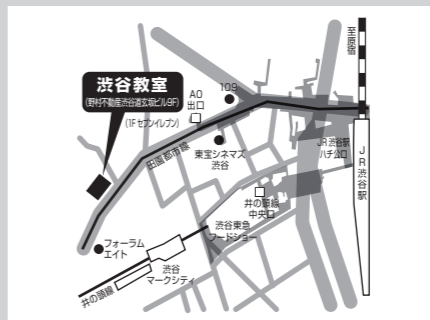 渋谷教室
(野村不動産渋谷道玄坂ビル9F)
(1F セブンイレブン)
A0
出口
109
至原宿
田園都市線
東宝シネマズ
渋谷
JR渋谷駅
ハチ公口
JR渋谷駅
井の頭線
中央口
渋谷東急
フードショー
フォーラム
エイト
渋谷
マークシティ
井の頭線